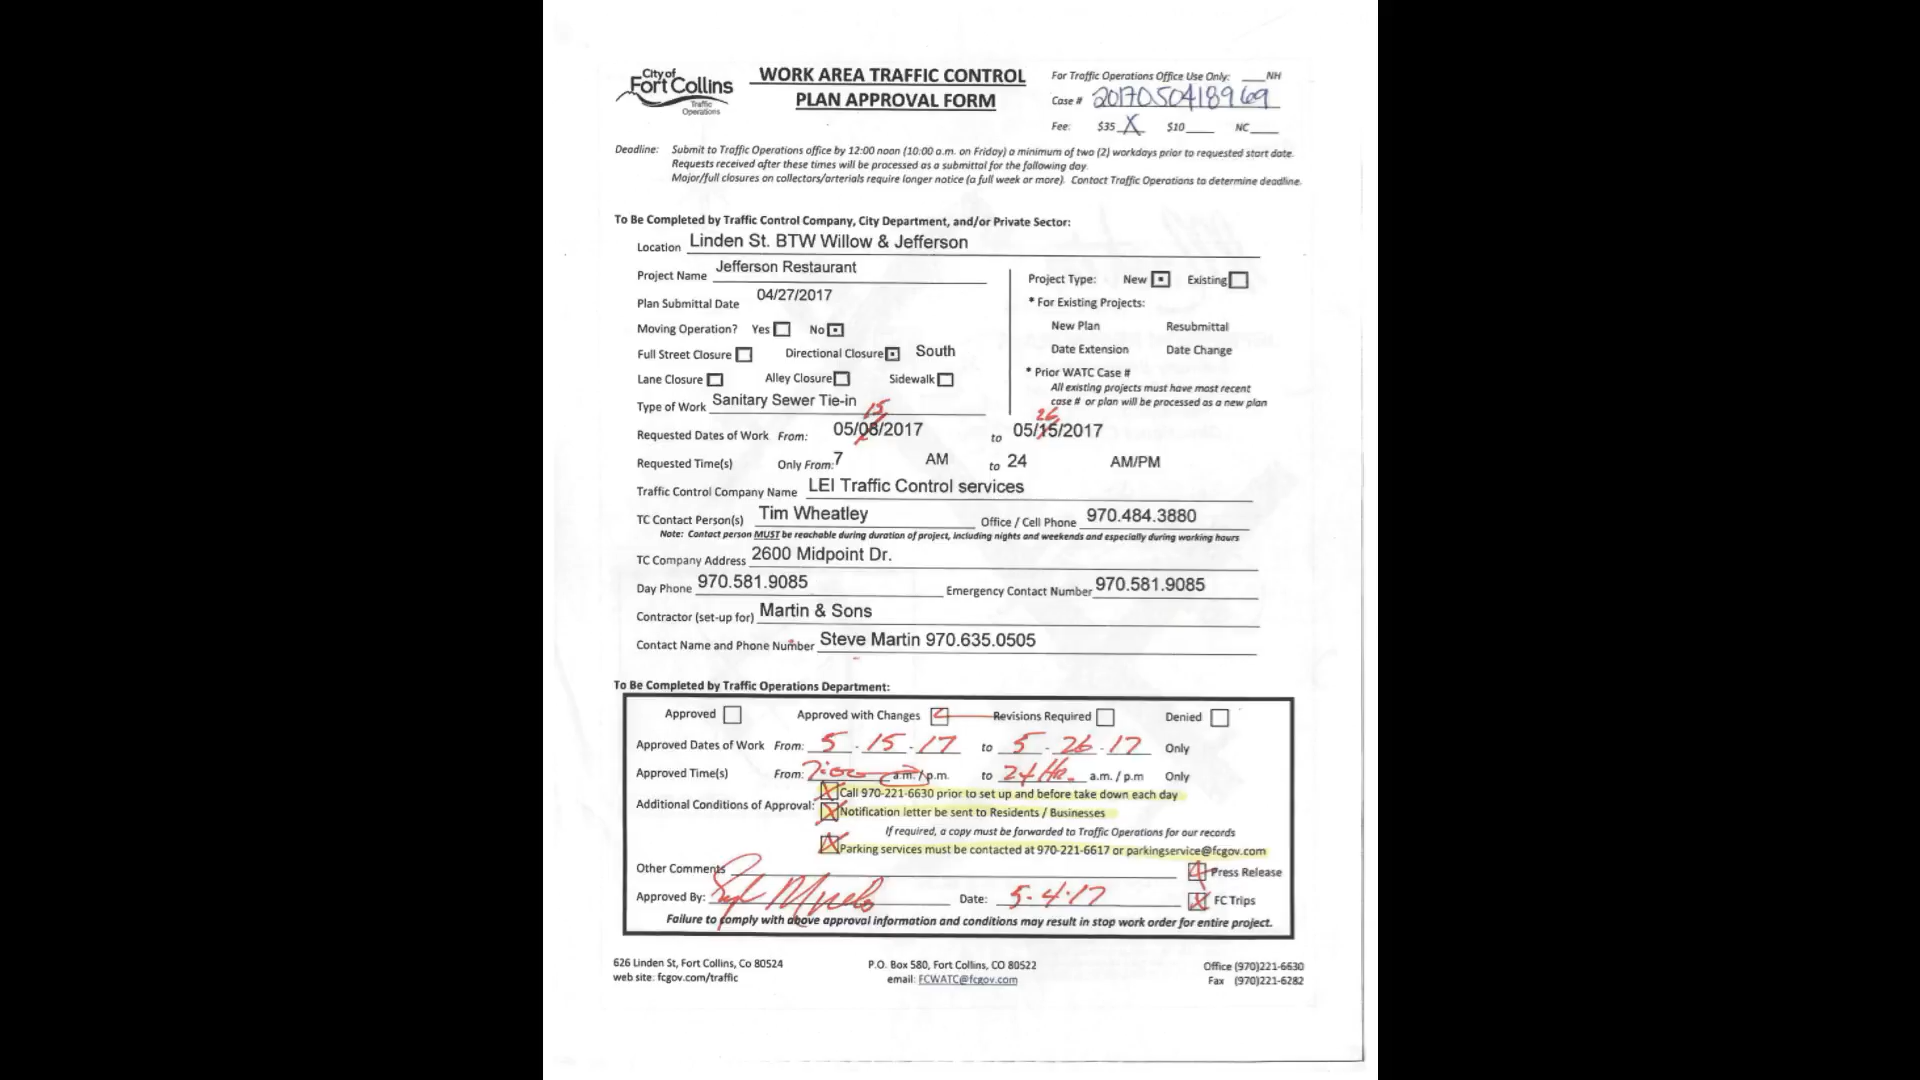 City of
Fort Collins
Traffic
Operations
WORK AREA TRAFFIC CONTROL
PLAN APPROVAL FORM
For Traffic Operations Office Use Only: ___NH
Case # 2017050418969
Fee: $35 X $10____ NC____
Deadline: Submit to Traffic Operations office by 12:00 noon (10:00 a.m. on Friday) a minimum of two (2) workdays prior to requested start date.
Requests received after these times will be processed as a submittal for the following day.
Major/full closures on collectors/arterials require longer notice (a full week or more). Contact Traffic Operations to determine deadline.
To Be Completed by Traffic Control Company, City Department, and/or Private Sector:
Location Linden St. BTW Willow & Jefferson
Project Name Jefferson Restaurant
Project Type: New Existing
Plan Submittal Date 04/27/2017
* For Existing Projects:
Moving Operation? Yes No
New Plan Resubmittal
Full Street Closure Directional Closure South
Date Extension Date Change
Lane Closure Alley Closure Sidewalk
* Prior WATC Case #
All existing projects must have most recent
case # or plan will be processed as a new plan
Type of Work Sanitary Sewer Tie-in
15 26
Requested Dates of Work From: 05/08/2017 to 05/15/2017
Requested Time(s) Only From: 7 AM to 24 AM/PM
Traffic Control Company Name LEI Traffic Control services
TC Contact Person(s) Tim Wheatley Office / Cell Phone 970.484.3880
Note: Contact person MUST be reachable during duration of project, including nights and weekends and especially during working hours
TC Company Address 2600 Midpoint Dr.
Day Phone 970.581.9085 Emergency Contact Number 970.581.9085
Contractor (set-up for) Martin & Sons
Contact Name and Phone Number Steve Martin 970.635.0505
To Be Completed by Traffic Operations Department:
Approved Approved with Changes Revisions Required Denied
Approved Dates of Work From: 5 - 15 - 17 to 5 - 26 - 17 Only
Approved Time(s) From: 7:00 a.m. / p.m. to 24 Hr. a.m. / p.m Only
Call 970-221-6630 prior to set up and before take down each day
Additional Conditions of Approval:
Notification letter be sent to Residents / Businesses
If required, a copy must be forwarded to Traffic Operations for our records
Parking services must be contacted at 970-221-6617 or parkingservice@fcgov.com
Other Comments Press Release
Approved By: Date: 5-4-17 FC Trips
Failure to comply with above approval information and conditions may result in stop work order for entire project.
626 Linden St, Fort Collins, Co 80524 P.O. Box 580, Fort Collins, CO 80522 Office (970)221-6630
web site: fcgov.com/traffic email: FCWATC@fcgov.com Fax (970)221-6282